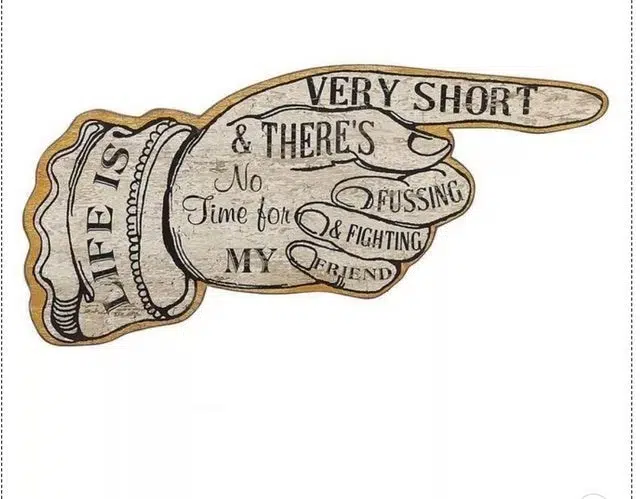 LIFE IS
VERY SHORT
& THERE'S
No
Time for
FUSSING
& FIGHTING
MY
FRIEND